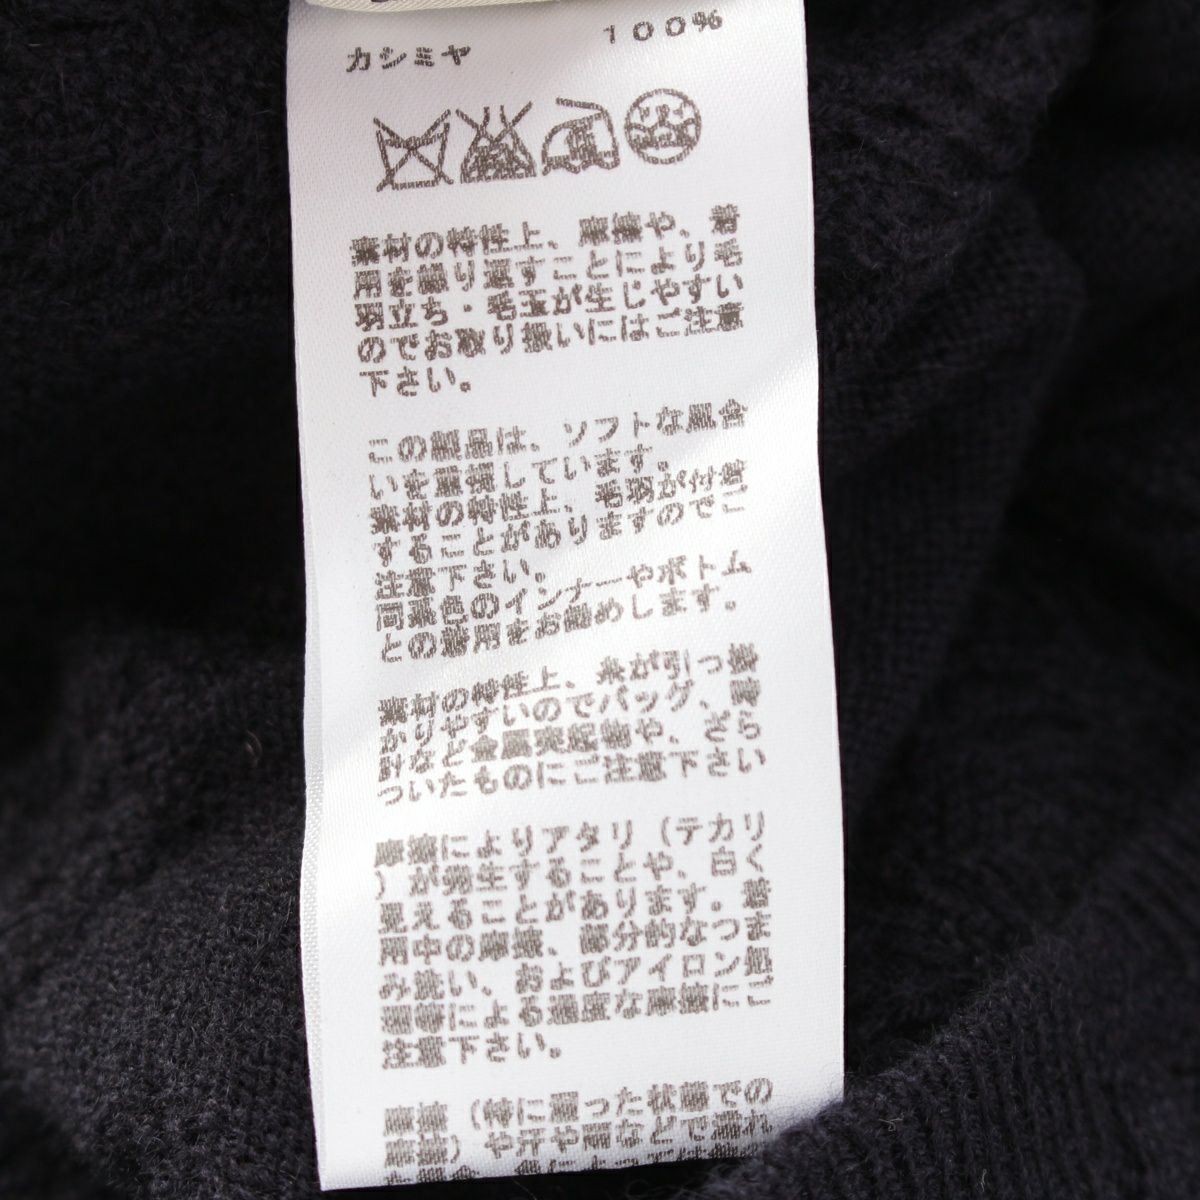 カシミヤ 100%
素材の特性上、摩擦や、着
用を繰り返すことにより毛
羽立ち・毛玉が生じやすい
のでお取り扱いにはご注意
下さい。
この製品は、ソフトな風合
いを重視しています。
素材の特性上、毛羽が付着
することがありますのでご
注意下さい。
同系色のインナーやボトム
との着用をお勧めします。
素材の特性上、糸が引っ掛
かりやすいのでバッグ、時
計など金属突起物や、ざら
ついたものにご注意下さい
摩擦によりアタリ(テカリ
)が発生することや、白く
見えることがあります。着
用中の摩擦、部分的なつま
み洗い、およびアイロン処
理等による過度な摩擦にご
注意下さい。
摩擦(特に湿った状態での
摩擦)や汗や雨などで濡れ